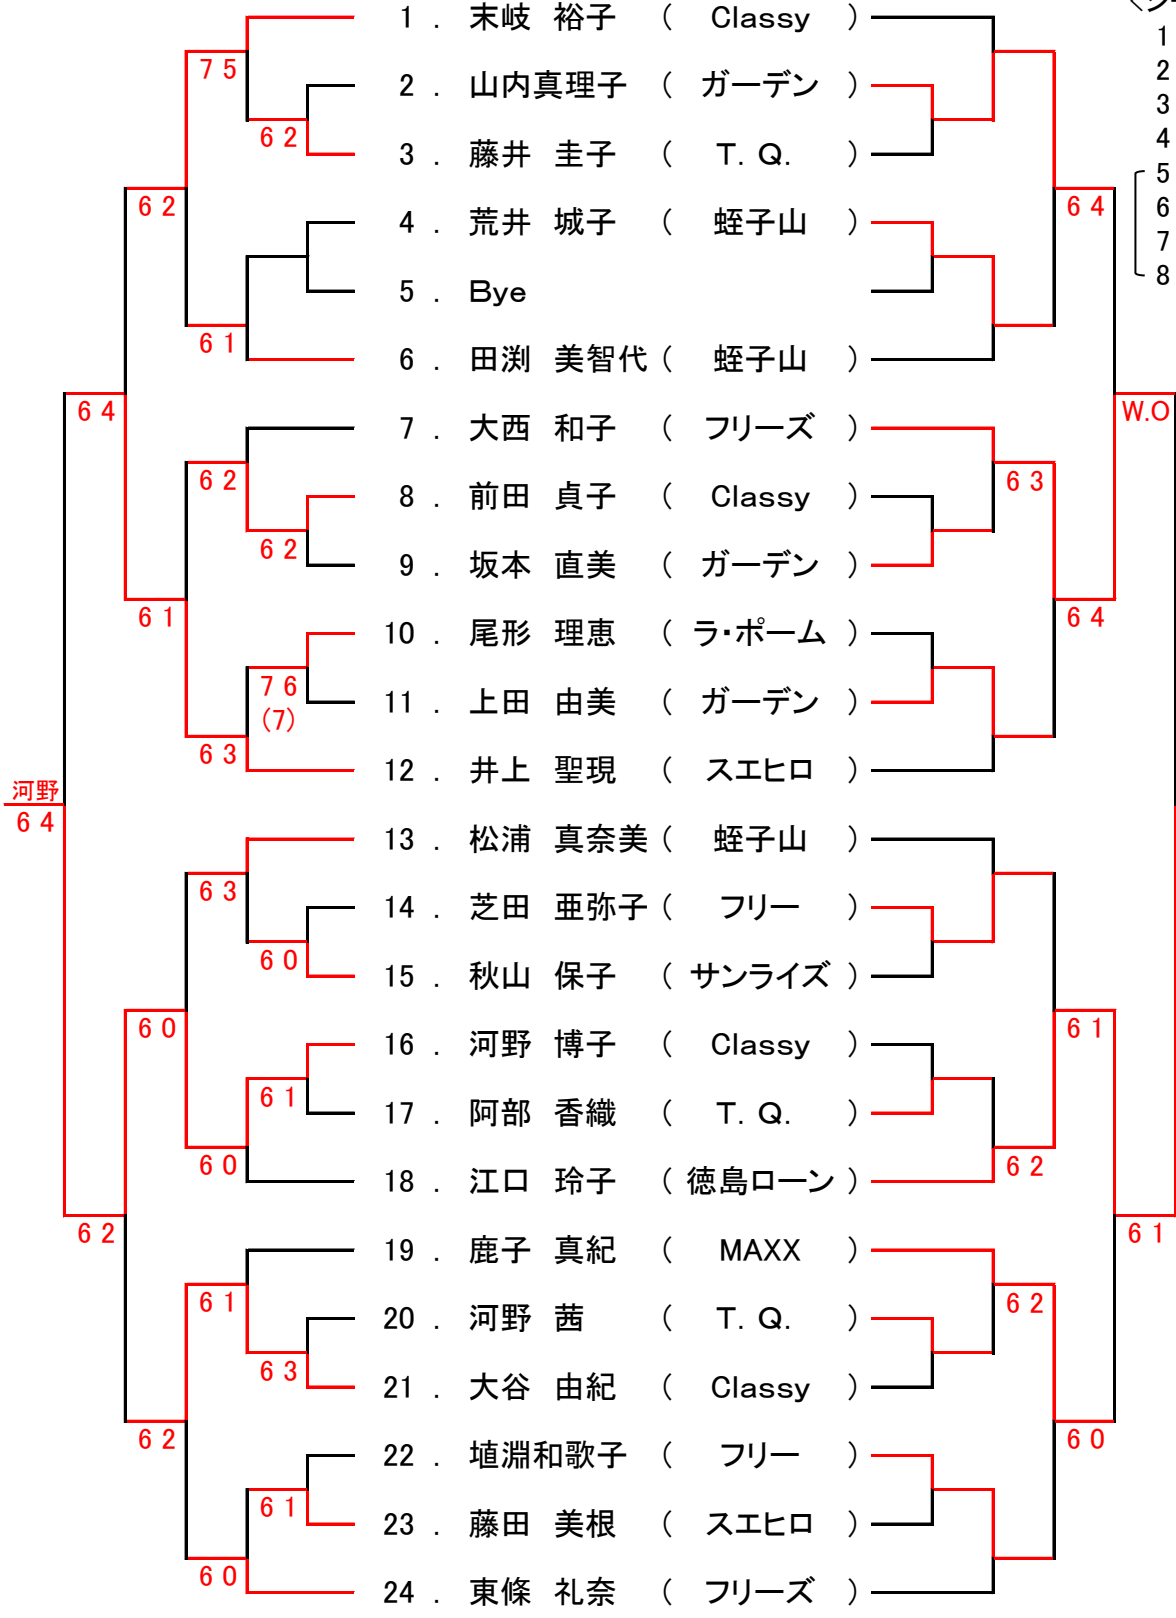 <シ
1 . 末岐 裕子 ( Classy )
1
7 5
2
2 . 山内真理子 ( ガーデン )
3
6 2
4
3 . 藤井 圭子 ( T. Q. )
5
6 2
6 4
6
4 . 荒井 城子 ( 蛭子山 )
7
8
5 . Bye
6 1
6 . 田渕 美智代 ( 蛭子山 )
6 4
W.O
7 . 大西 和子 ( フリーズ )
6 2
6 3
8 . 前田 貞子 ( Classy )
6 2
9 . 坂本 直美 ( ガーデン )
6 1
6 4
10 . 尾形 理恵 ( ラ・ポーム )
7 6
(7)
11 . 上田 由美 ( ガーデン )
6 3
12 . 井上 聖現 ( スエヒロ )
河野
6 4
13 . 松浦 真奈美 ( 蛭子山 )
6 3
14 . 芝田 亜弥子 ( フリー )
6 0
15 . 秋山 保子 ( サンライズ )
6 0
6 1
16 . 河野 博子 ( Classy )
6 1
17 . 阿部 香織 ( T. Q. )
6 0
6 2
18 . 江口 玲子 ( 徳島ローン )
6 2
6 1
19 . 鹿子 真紀 ( MAXX )
6 1
6 2
20 . 河野 茜 ( T. Q. )
6 3
21 . 大谷 由紀 ( Classy )
6 2
6 0
22 . 埴淵和歌子 ( フリー )
6 1
23 . 藤田 美根 ( スエヒロ )
6 0
24 . 東條 礼奈 ( フリーズ )